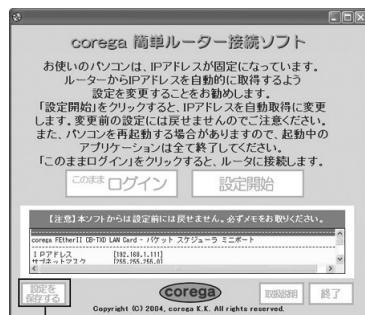 corega 簡単ルーター接続ソフト
お使いのパソコンは、IPアドレスが固定になっています。
ルーターからIPアドレスを自動的に取得するよう
設定を変更することをお勧めします。
「設定開始」をクリックすると、IPアドレスを自動取得に変更
します。変更前の設定には戻せませんのでご注意ください。
また、パソコンを再起動する場合がありますので、起動中の
アプリケーションは全て終了してください。
「このままログイン」をクリックすると、ルータに接続します。
このまま ログイン 設定開始
【注意】本ソフトからは設定前には戻せません。必ずメモをお取りください。
corega FEtherII CB-TXD LAN Card - パケット スケジューラ ミニポート
IPアドレス [192.168.1.111]
サブネットマスク [255.255.255.0]
設定を
保存する
corega
取扱説明 終了
Copyright (C) 2004, corega K.K. All rights reserved.